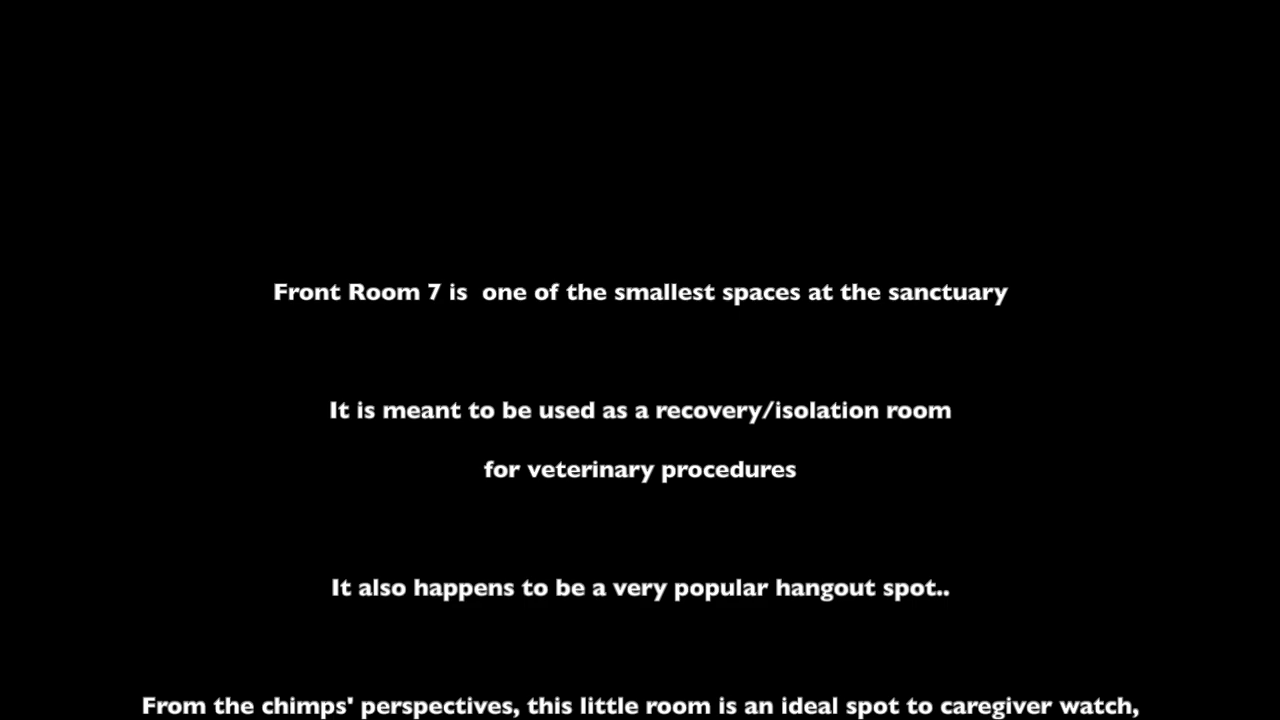 Front Room 7 is  one of the smallest spaces at the sanctuary
It is meant to be used as a recovery/isolation room
for veterinary procedures
It also happens to be a very popular hangout spot..
From the chimps' perspectives, this little room is an ideal spot to caregiver watch,